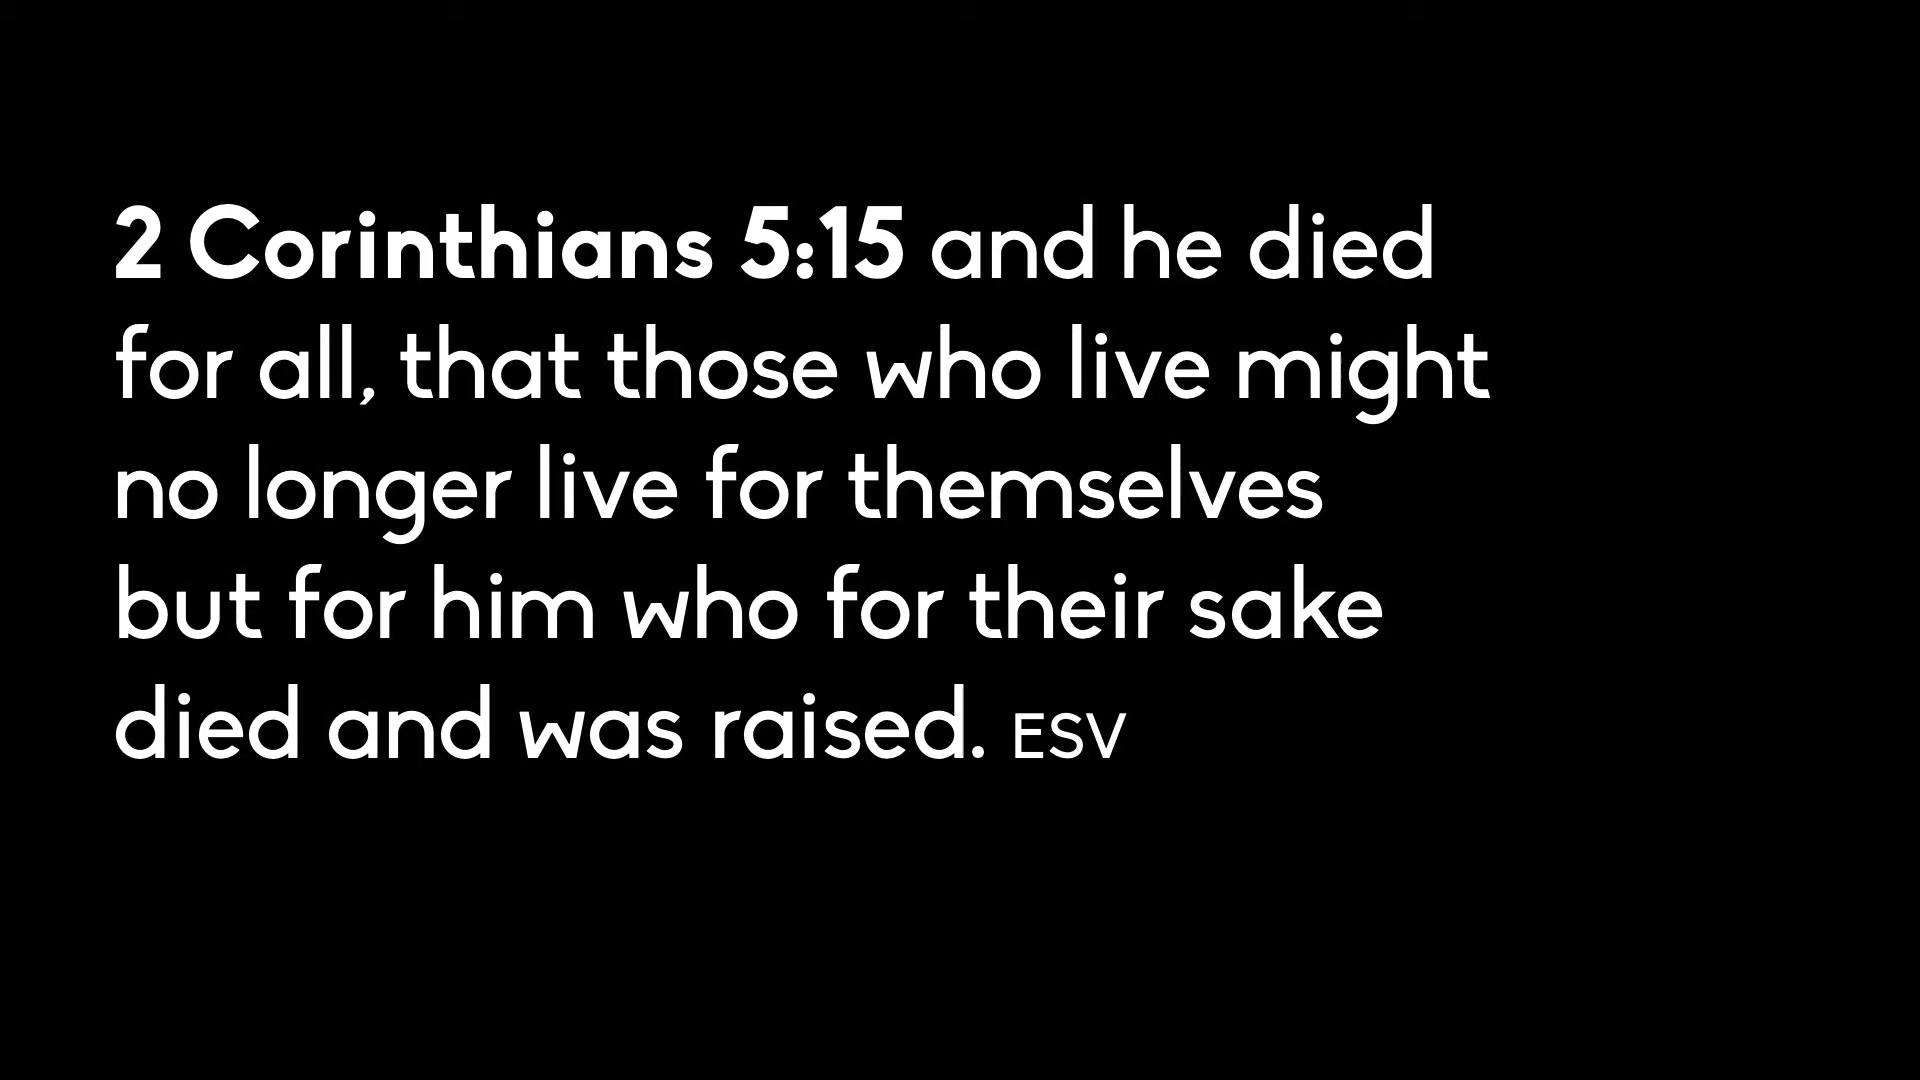 2 Corinthians 5:15 and he died
for all, that those who live might
no longer live for themselves
but for him who for their sake
died and was raised. ESV